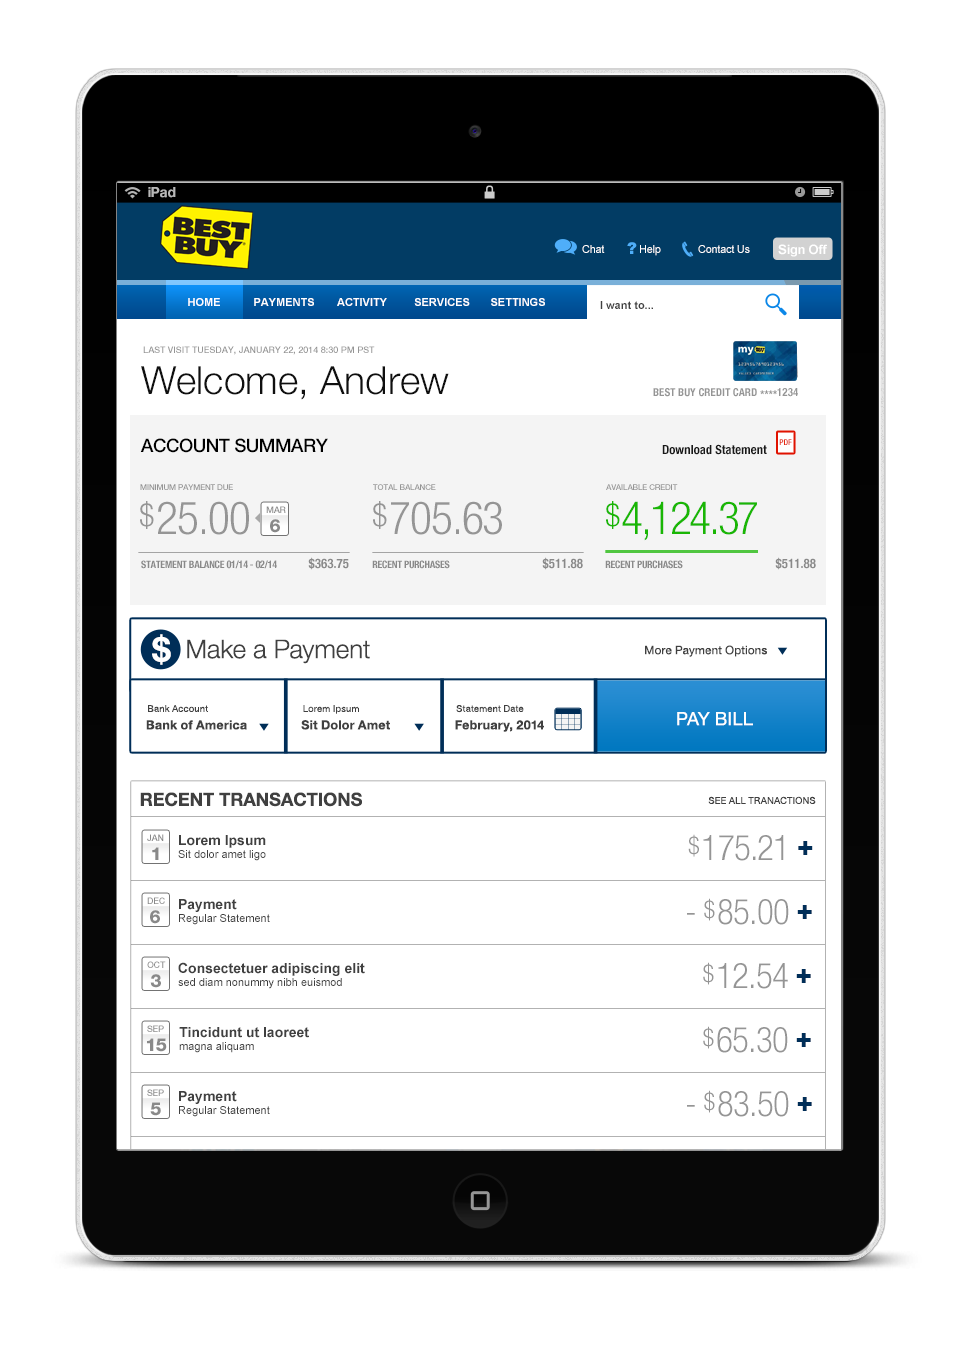 iPad
BEST
BUY
Chat
Help
Contact Us
Sign Off
HOME
PAYMENTS
ACTIVITY
SERVICES
SETTINGS
I want to...
LAST VISIT TUESDAY, JANUARY 22, 2014 8:30 PM PST
Welcome, Andrew
my BEST BUY
BEST BUY CREDIT CARD ****1234
ACCOUNT SUMMARY
Download Statement
PDF
MINIMUM PAYMENT DUE
$25.00
MAR
6
STATEMENT BALANCE 01/14 - 02/14 $363.75
TOTAL BALANCE
$705.63
RECENT PURCHASES $511.88
AVAILABLE CREDIT
$4,124.37
RECENT PURCHASES $511.88
$ Make a Payment
More Payment Options
Bank Account
Bank of America
Lorem Ipsum
Sit Dolor Amet
Statement Date
February, 2014
PAY BILL
RECENT TRANSACTIONS
SEE ALL TRANACTIONS
JAN
1
Lorem Ipsum
Sit dolor amet ligo
$175.21 +
DEC
6
Payment
Regular Statement
- $85.00 +
OCT
3
Consectetuer adipiscing elit
sed diam nonummy nibh euismod
$12.54 +
SEP
15
Tincidunt ut laoreet
magna aliquam
$65.30 +
SEP
5
Payment
Regular Statement
- $83.50 +